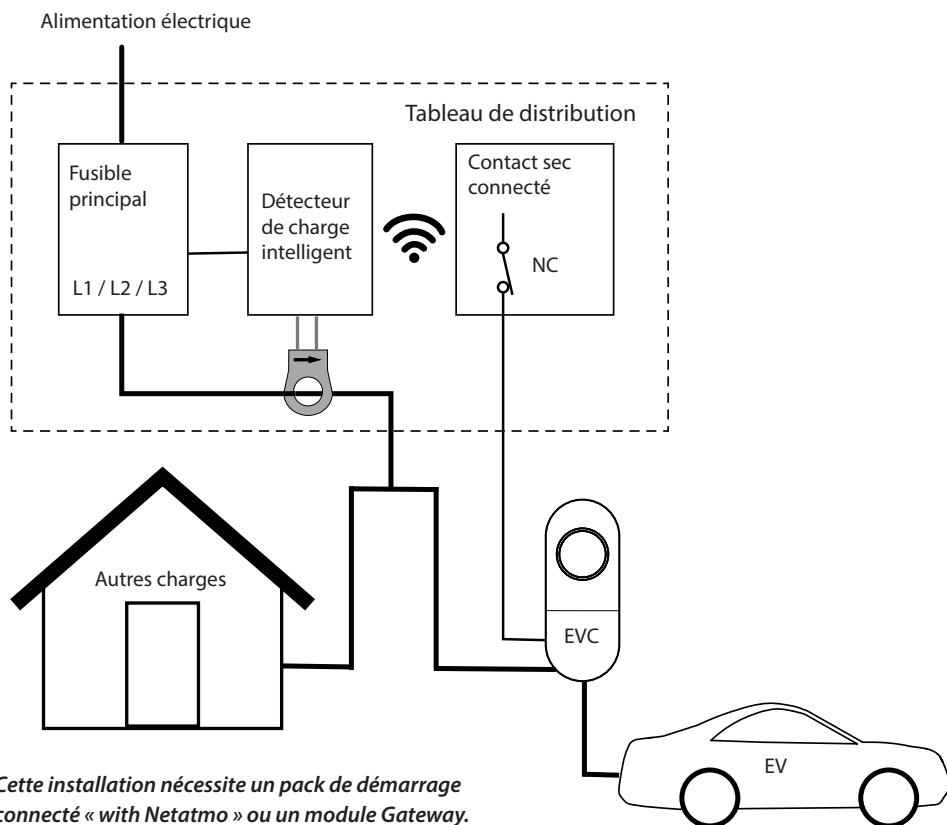 Alimentation électrique
Tableau de distribution
Fusible
principal
L1 / L2 / L3
Détecteur
de charge
intelligent
Contact sec
connecté
NC
Autres charges
EVC
EV
Cette installation nécessite un pack de démarrage
connecté « with Netatmo » ou un module Gateway.